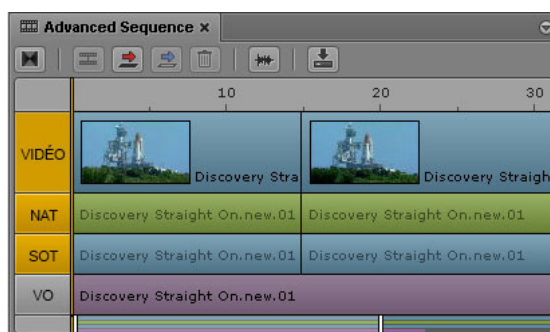 Advanced Sequence ×
10 20 30
VIDÉO Discovery Stra Discovery Straigh
NAT Discovery Straight On.new.01 Discovery Straight On.new.01
SOT Discovery Straight On.new.01 Discovery Straight On.new.01
VO Discovery Straight On.new.01